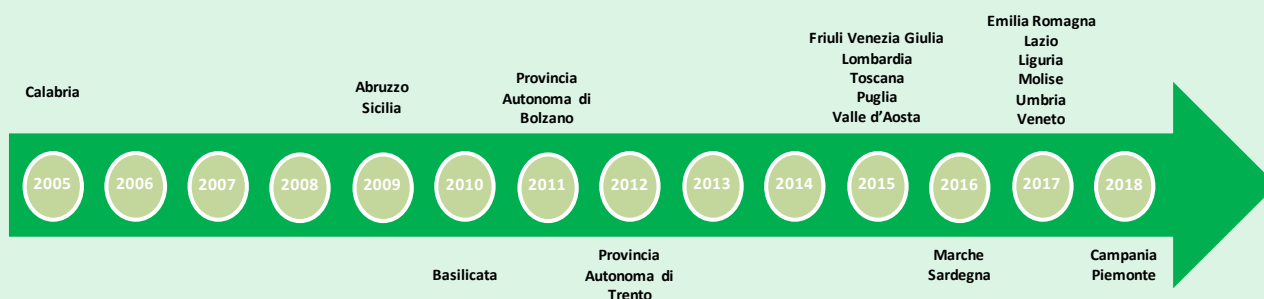 Calabria
Abruzzo
Sicilia
Provincia
Autonoma di
Bolzano
Friuli Venezia Giulia
Lombardia
Toscana
Puglia
Valle d’Aosta
Emilia Romagna
Lazio
Liguria
Molise
Umbria
Veneto
2005 2006 2007 2008 2009 2010 2011 2012 2013 2014 2015 2016 2017 2018
Basilicata
Provincia
Autonoma di
Trento
Marche
Sardegna
Campania
Piemonte